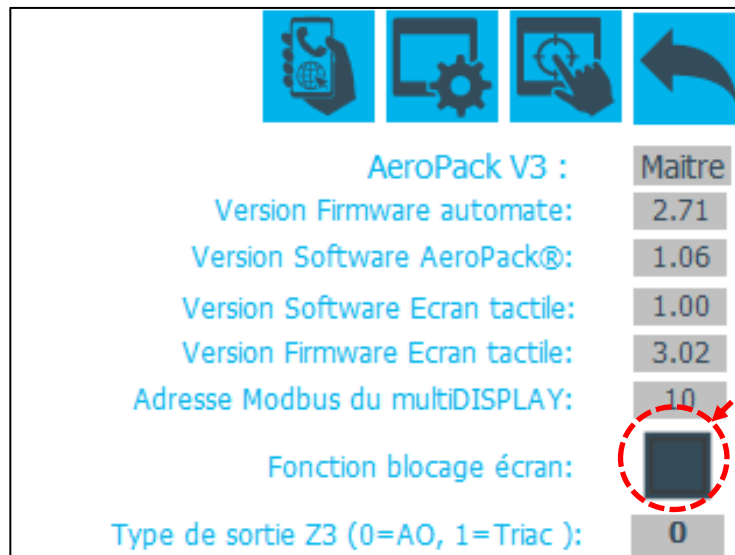 AeroPack V3 : Maitre
Version Firmware automate: 2.71
Version Software AeroPack®: 1.06
Version Software Ecran tactile: 1.00
Version Firmware Ecran tactile: 3.02
Adresse Modbus du multiDISPLAY: 10
Fonction blocage écran:
Type de sortie Z3 (0=AO, 1=Triac ): 0